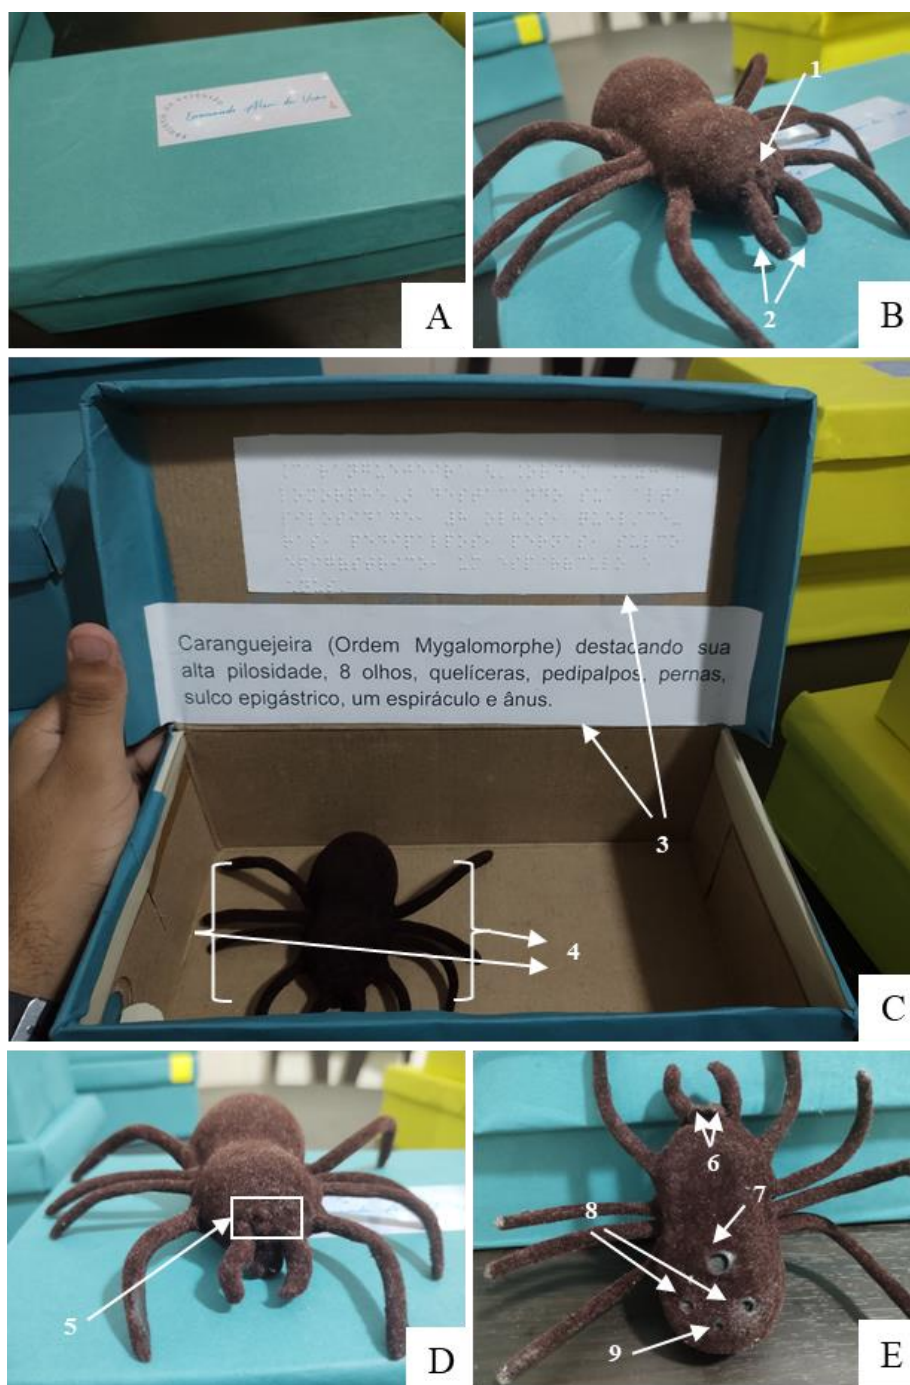 A
1
2
B
Caranguejeira (Ordem Mygalomorphe) destacando sua
alta pilosidade, 8 olhos, quelíceras, pedipalpos, pernas,
sulco epigástrico, um espiráculo e ânus.
3
4
C
5
D
6
7
8
9
E